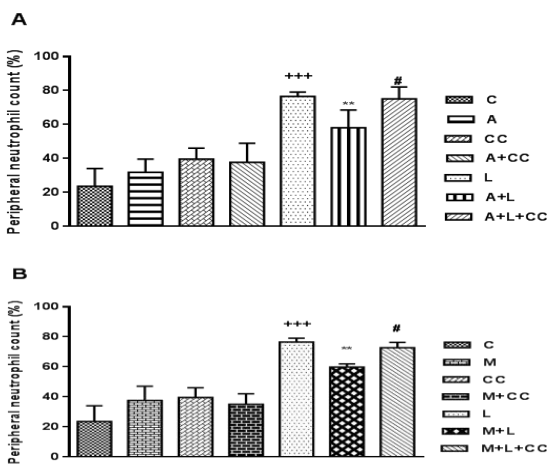 A
Peripheral neutrophil count (%)
100
80
60
40
20
0
+++
**
#
C
A
CC
A+CC
L
A+L
A+L+CC
B
Peripheral neutrophil count (%)
100
80
60
40
20
0
+++
**
#
C
M
CC
M+CC
L
M+L
M+L+CC